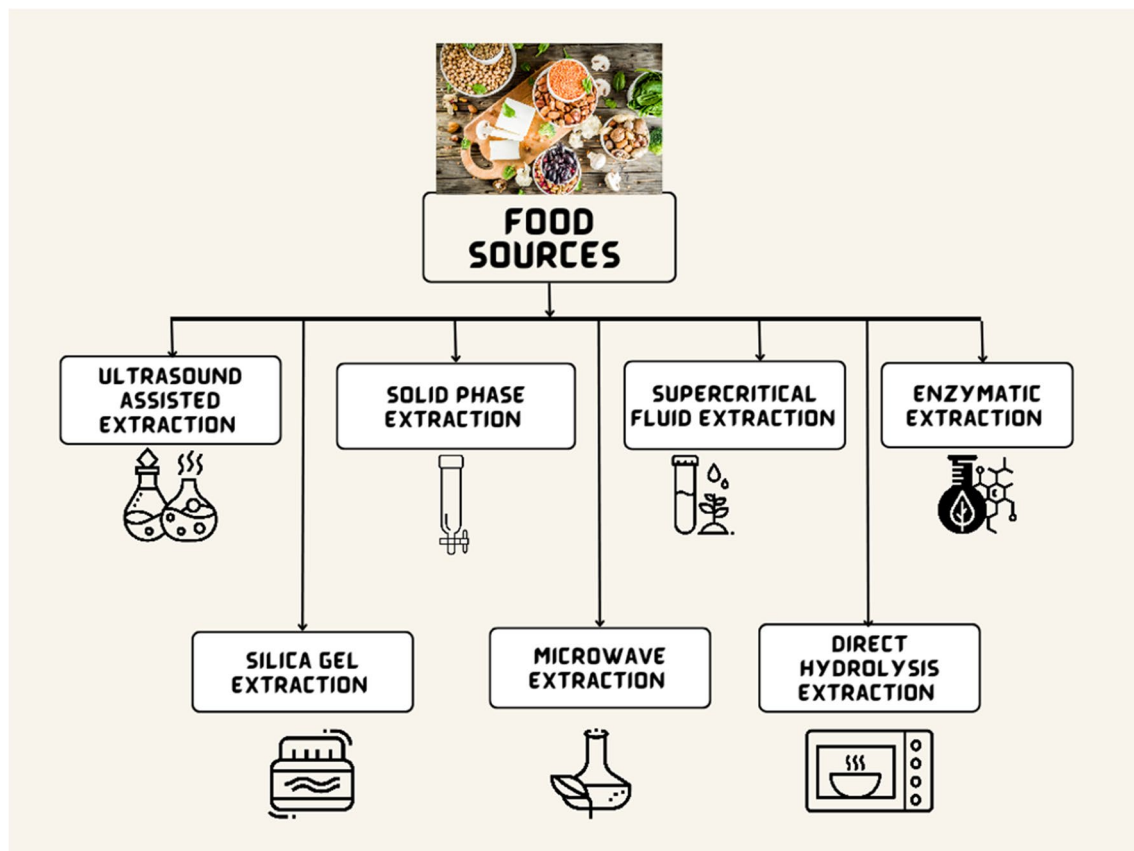 FOOD
SOURCES
ULTRASOUND
ASSISTED
EXTRACTION
SOLID PHASE
EXTRACTION
SUPERCRITICAL
FLUID EXTRACTION
ENZYMATIC
EXTRACTION
SILICA GEL
EXTRACTION
MICROWAVE
EXTRACTION
DIRECT
HYDROLYSIS
EXTRACTION